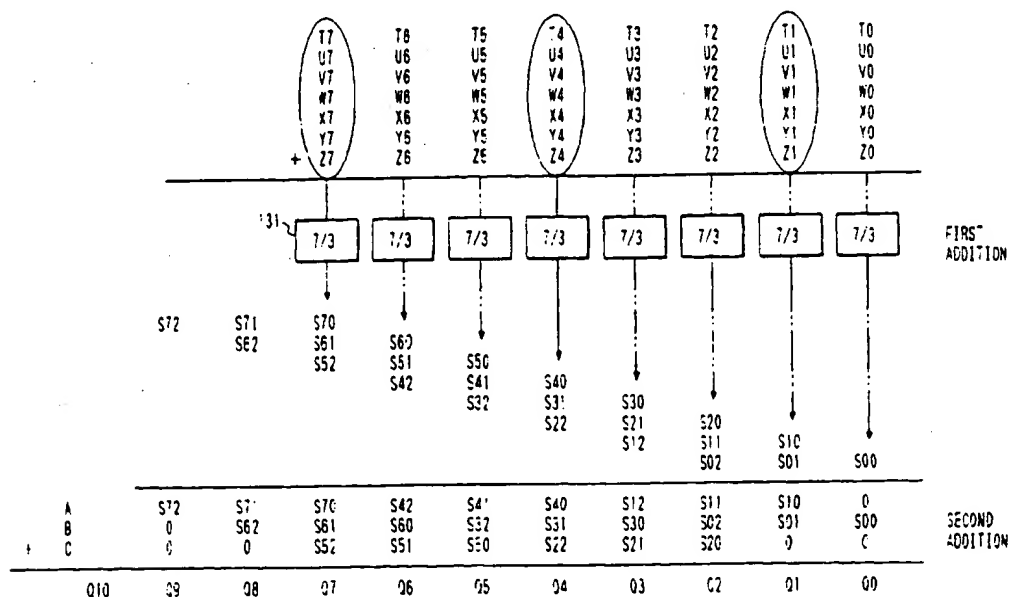 T7 T6 T5 T4 T3 T2 T1 T0
U7 U6 U5 U4 U3 U2 U1 U0
V7 V6 V5 V4 V3 V2 V1 V0
W7 W6 W5 W4 W3 W2 W1 W0
X7 X6 X5 X4 X3 X2 X1 X0
Y7 Y6 Y5 Y4 Y3 Y2 Y1 Y0
+ Z7 Z6 Z5 Z4 Z3 Z2 Z1 Z0
131 7/3 7/3 7/3 7/3 7/3 7/3 7/3 7/3
FIRST
ADDITION
S72 S71 S70
S62 S61 S60
S52 S51 S50
S42 S41 S40
S32 S31 S30
S22 S21 S20
S12 S11 S10
S02 S01 S00
A S72 S71 S70 S42 S41 S40 S12 S11 S10 0
B 0 S62 S61 S60 S32 S31 S30 S02 S01 S00
+ C 0 0 S52 S51 S50 S22 S21 S20 0 0
SECOND
ADDITION
Q10 Q9 Q8 Q7 Q6 Q5 Q4 Q3 Q2 Q1 Q0